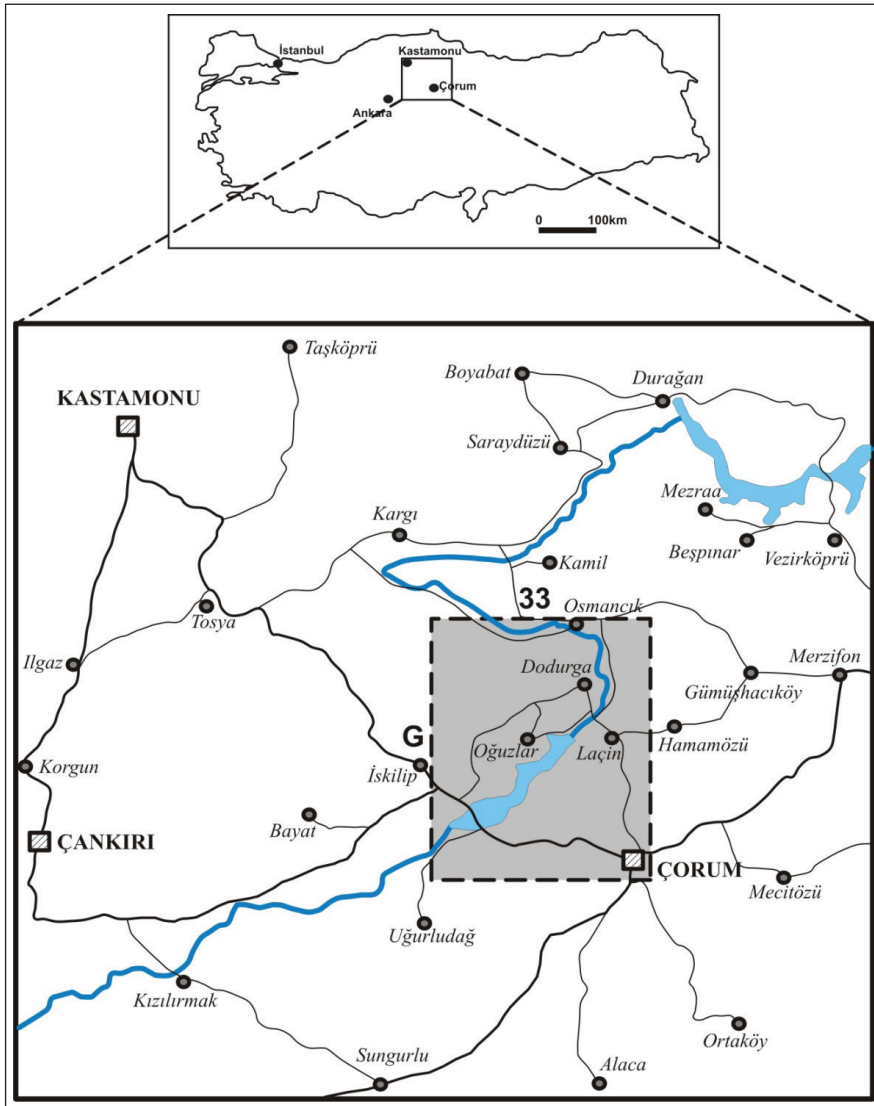 İstanbul
Kastamonu
Çorum
Ankara
0 100km
Taşköprü
Boyabat
Durağan
KASTAMONU
Saraydüzü
Mezraa
Kargı
Beşpınar
Vezirköprü
Kamil
33
Tosya
Osmancık
Ilgaz
Dodurga
Merzifon
Gümüşhacıköy
G
Oğuzlar
Laçin
Hamamözü
Korgun
İskilip
Bayat
ÇANKIRI
ÇORUM
Mecitözü
Uğurludağ
Kızılırmak
Ortaköy
Sungurlu
Alaca